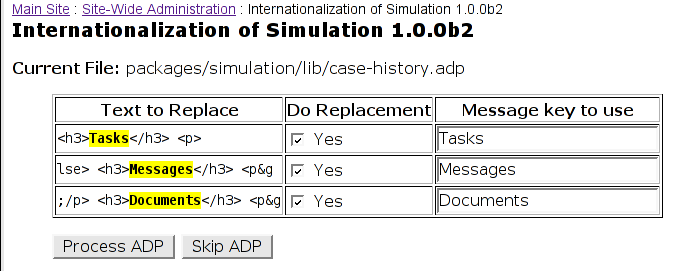 Main Site : Site-Wide Administration : Internationalization of Simulation 1.0.0b2
Internationalization of Simulation 1.0.0b2
Current File: packages/simulation/lib/case-history.adp
Text to Replace Do Replacement Message key to use
<h3>Tasks</h3> <p> Yes Tasks
lse> <h3>Messages</h3> <p&g Yes Messages
;/p> <h3>Documents</h3> <p&g Yes Documents
Process ADP Skip ADP